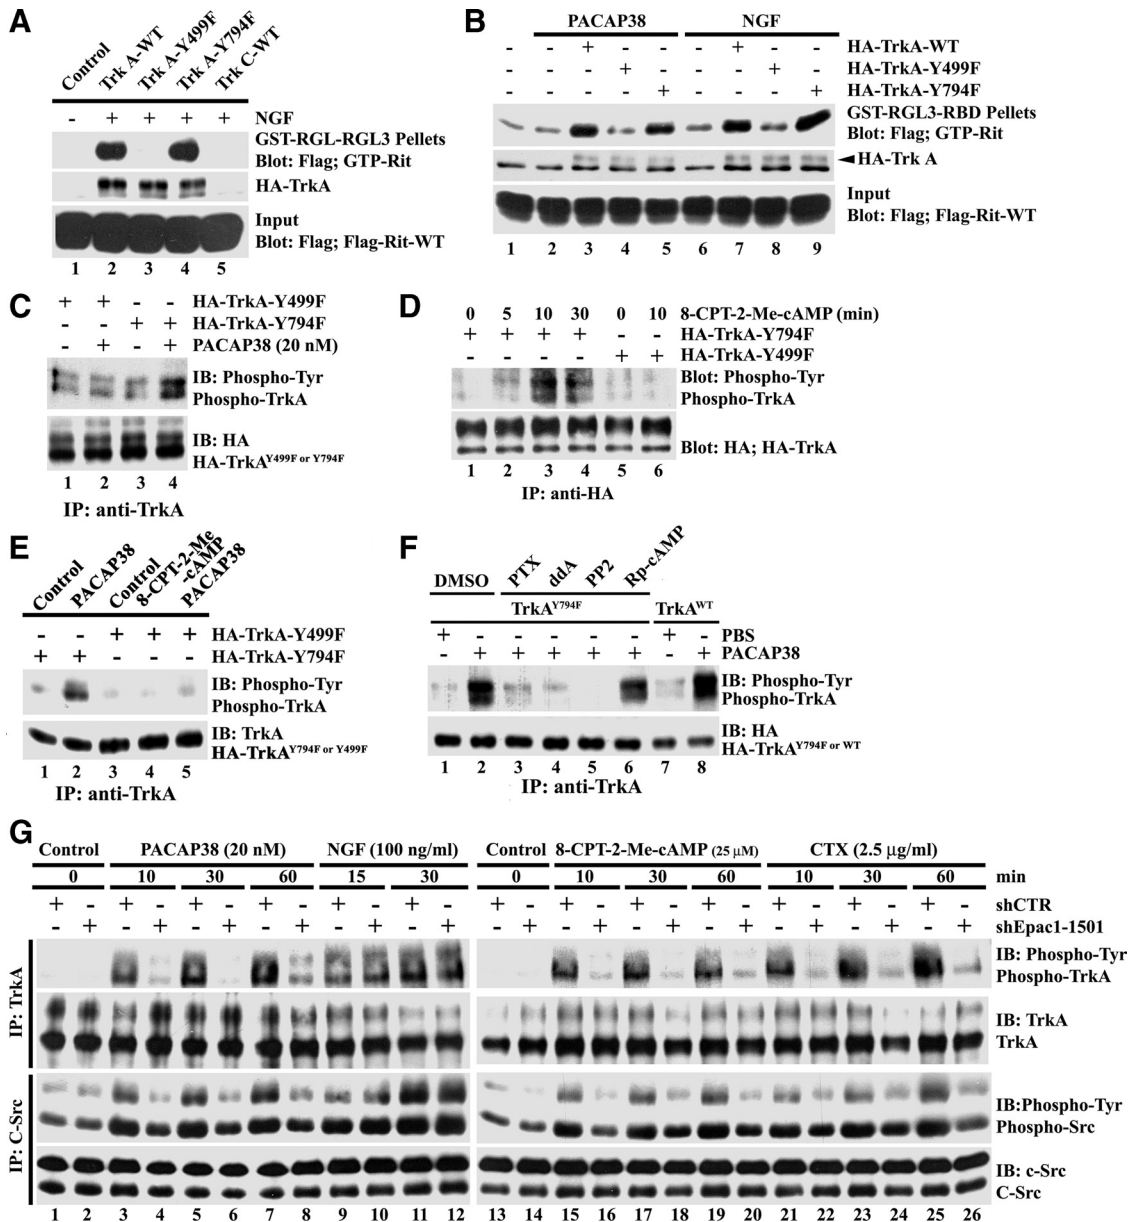 A
Control
Trk A-WT
Trk A-Y499F
Trk A-Y794F
Trk C-WT
- + + + + NGF
GST-RGL-RGL3 Pellets
Blot: Flag; GTP-Rit
HA-TrkA
Input
Blot: Flag; Flag-Rit-WT
1 2 3 4 5
B
PACAP38 NGF
- - + - - - + - - HA-TrkA-WT
- - - + - - - + - HA-TrkA-Y499F
- - - - + - - - + HA-TrkA-Y794F
GST-RGL3-RBD Pellets
Blot: Flag; GTP-Rit
HA-Trk A
Input
Blot: Flag; Flag-Rit-WT
1 2 3 4 5 6 7 8 9
C
+ + - - HA-TrkA-Y499F
- - + + HA-TrkA-Y794F
- + - + PACAP38 (20 nM)
IB: Phospho-Tyr
Phospho-TrkA
IB: HA
HA-TrkAY499F or Y794F
1 2 3 4
IP: anti-TrkA
D
0 5 10 30 0 10 8-CPT-2-Me-cAMP (min)
+ + + + - - HA-TrkA-Y794F
- - - - + + HA-TrkA-Y499F
Blot: Phospho-Tyr
Phospho-TrkA
Blot: HA; HA-TrkA
1 2 3 4 5 6
IP: anti-HA
E
Control
PACAP38
Control
8-CPT-2-Me
-cAMP
PACAP38
- - + + + HA-TrkA-Y499F
+ + - - - HA-TrkA-Y794F
IB: Phospho-Tyr
Phospho-TrkA
IB: TrkA
HA-TrkAY794F or Y499F
1 2 3 4 5
IP: anti-TrkA
F
DMSO PTX ddA PP2 Rp-cAMP
TrkAY794F TrkAWT
+ - - - - - + - PBS
- + + + + + - + PACAP38
IB: Phospho-Tyr
Phospho-TrkA
IB: HA
HA-TrkAY794F or WT
1 2 3 4 5 6 7 8
IP: anti-TrkA
G
Control PACAP38 (20 nM) NGF (100 ng/ml) Control 8-CPT-2-Me-cAMP (25 μM) CTX (2.5 μg/ml)
0 10 30 60 15 30 0 10 30 60 10 30 60 min
+ - + - + - + - + - + - + - + - + - + - + - + - + - shCTR
- + - + - + - + - + - + - + - + - + - + - + - + - + shEpac1-1501
IP: TrkA
IB: Phospho-Tyr
Phospho-TrkA
IB: TrkA
TrkA
IP: C-Src
IB:Phospho-Tyr
Phospho-Src
IB: c-Src
C-Src
1 2 3 4 5 6 7 8 9 10 11 12 13 14 15 16 17 18 19 20 21 22 23 24 25 26